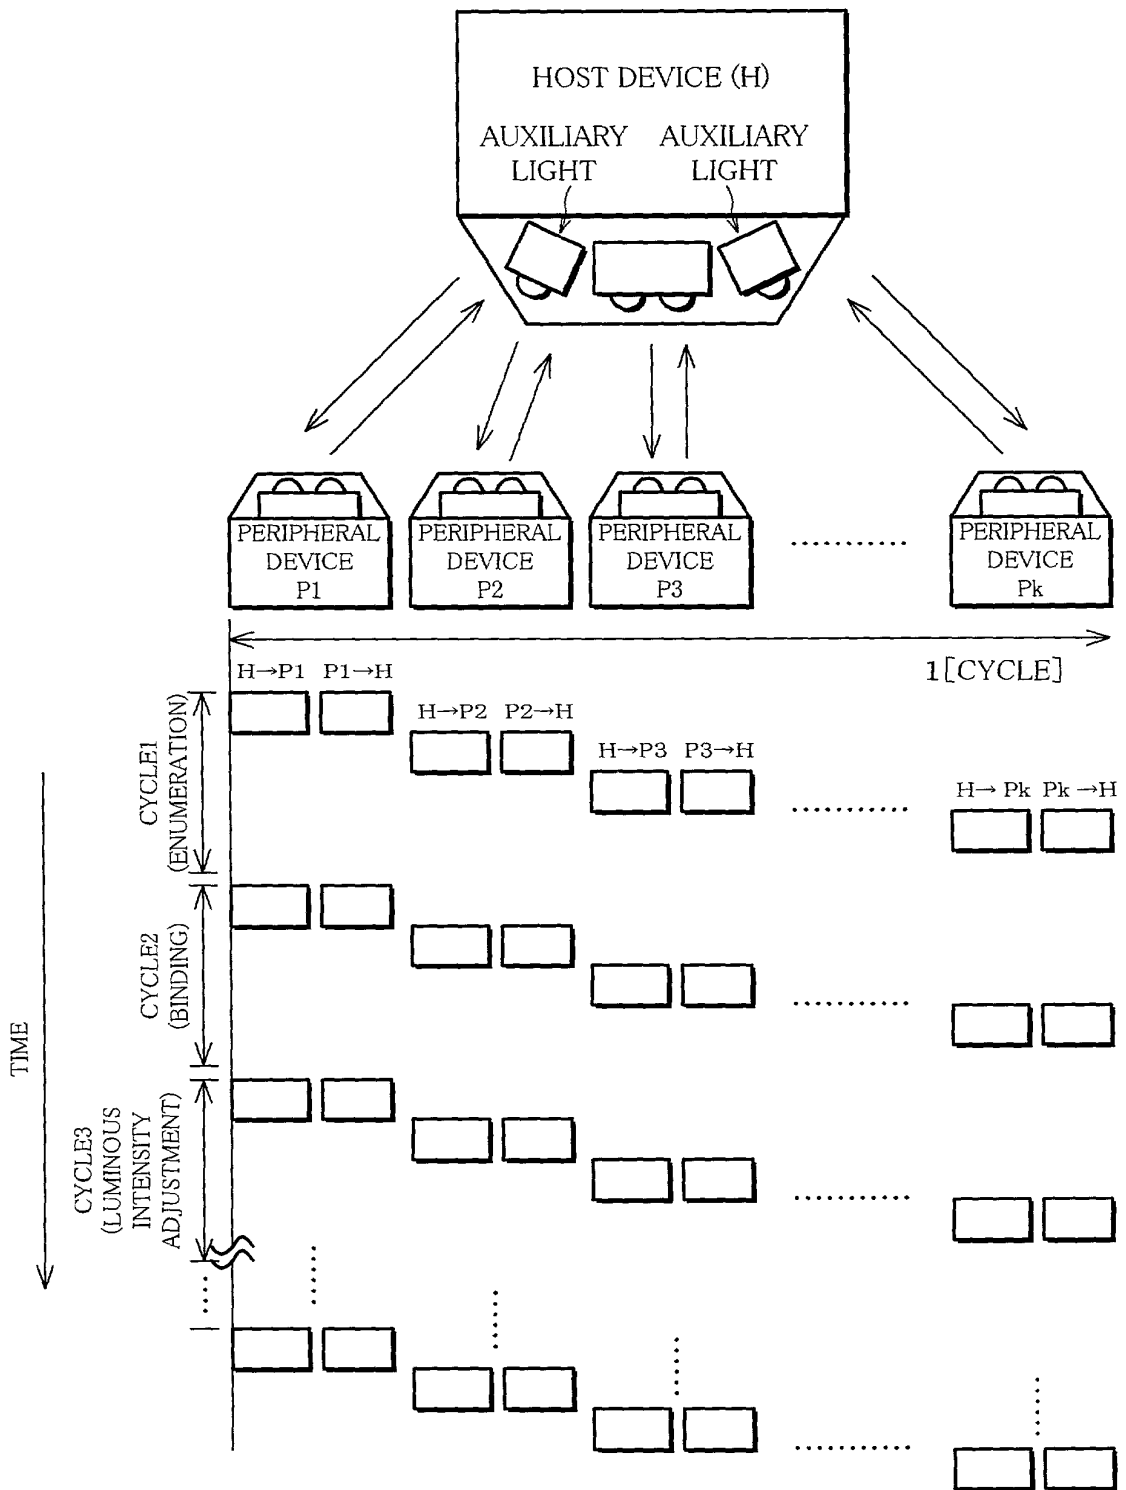 HOST DEVICE (H)
AUXILIARY LIGHT
AUXILIARY LIGHT
PERIPHERAL DEVICE P1
PERIPHERAL DEVICE P2
PERIPHERAL DEVICE P3
PERIPHERAL DEVICE Pk
1[CYCLE]
H→P1 P1→H
H→P2 P2→H
H→P3 P3→H
H→ Pk Pk →H
CYCLE1
(ENUMERATION)
CYCLE2
(BINDING)
TIME
CYCLE3
(LUMINOUS
INTENSITY
ADJUSTMENT)